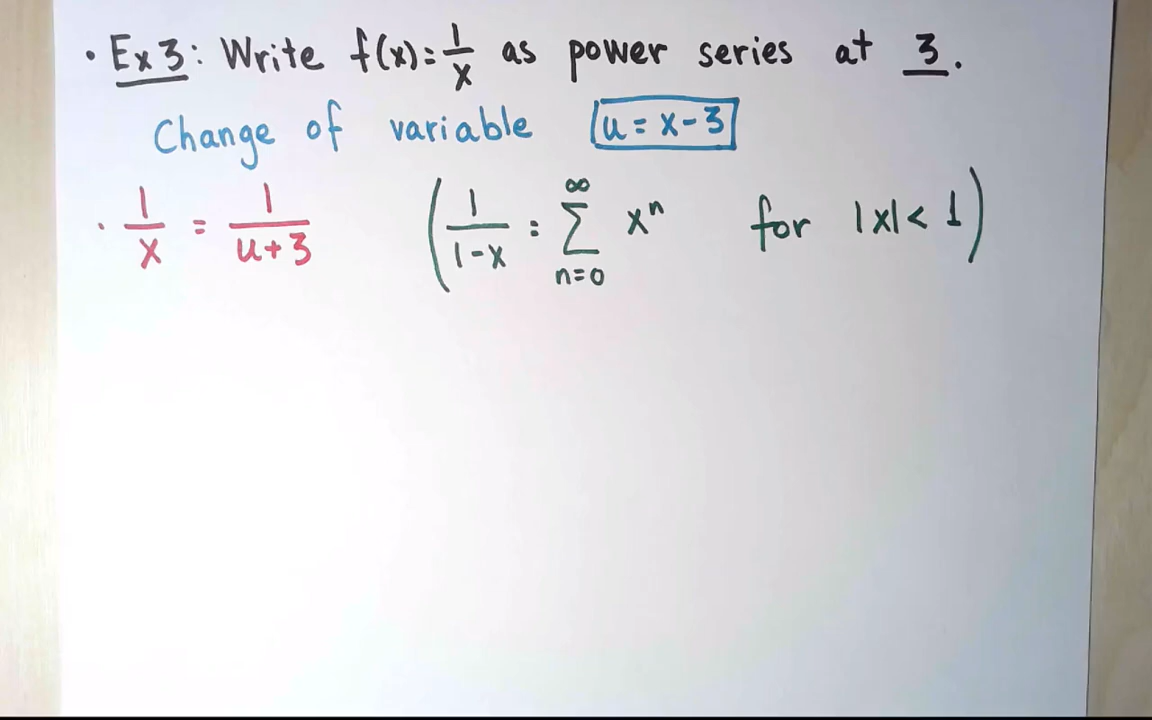 • Ex 3: Write f(x)=1/x as power series at 3.
Change of variable u = x-3
· 1/x = 1/(u+3) (1/(1-x) = ∑_{n=0}^{∞} xⁿ for |x| < 1)